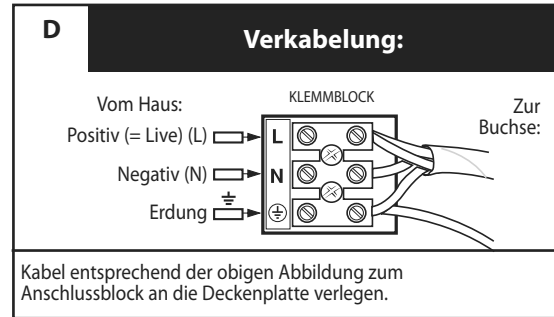 D
Verkabelung:
Vom Haus:
KLEMMBLOCK
Zur
Buchse:
Positiv (= Live) (L)
L
Negativ (N)
N
Erdung
Kabel entsprechend der obigen Abbildung zum
Anschlussblock an die Deckenplatte verlegen.